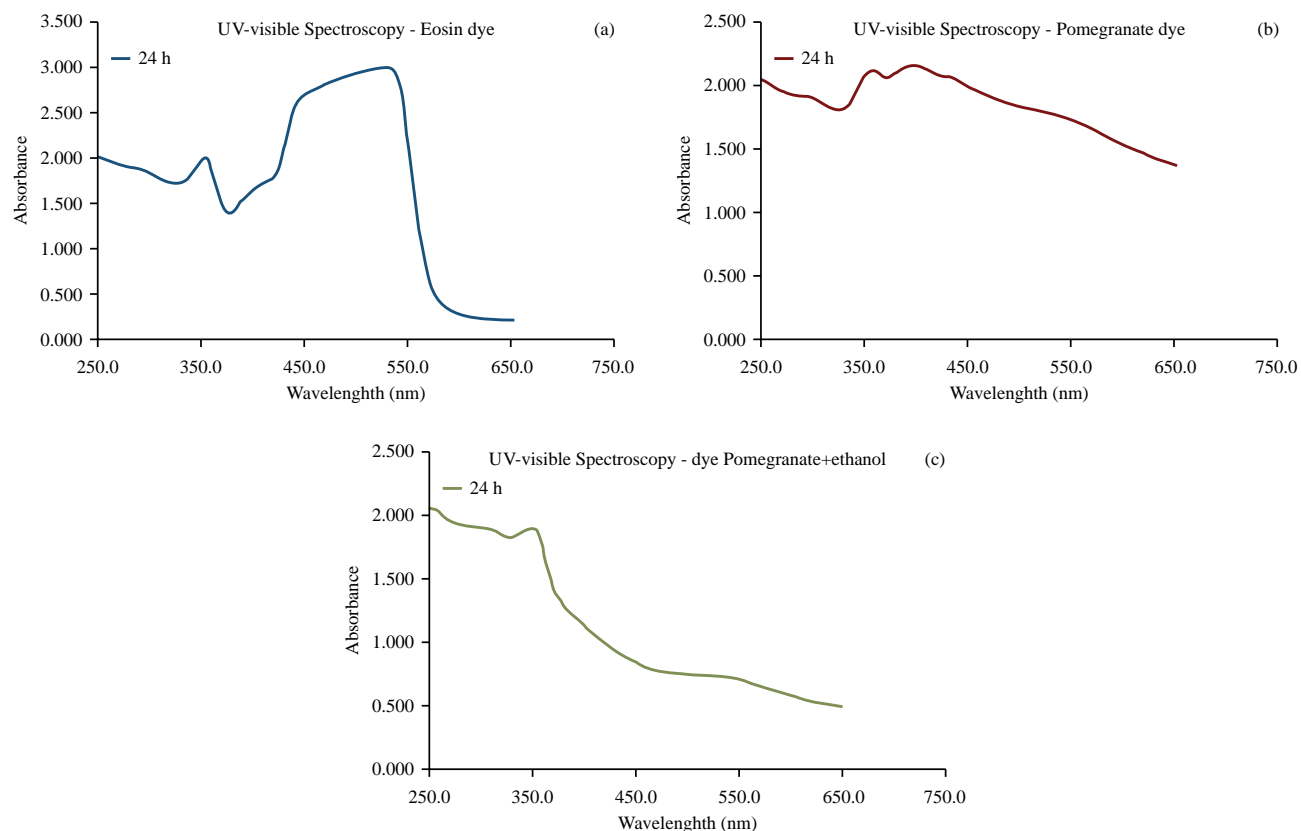 UV-visible Spectroscopy - Eosin dye
(a)
24 h
3.500
3.000
2.500
2.000
1.500
1.000
0.500
0.000
Absorbance
250.0 350.0 450.0 550.0 650.0 750.0
Wavelenghth (nm)
UV-visible Spectroscopy - Pomegranate dye
(b)
24 h
2.500
2.000
1.500
1.000
0.500
0.000
Absorbance
250.0 350.0 450.0 550.0 650.0 750.0
Wavelenghth (nm)
UV-visible Spectroscopy - dye Pomegranate+ethanol
(c)
24 h
2.500
2.000
1.500
1.000
0.500
0.000
Absorbance
250.0 350.0 450.0 550.0 650.0 750.0
Wavelenghth (nm)